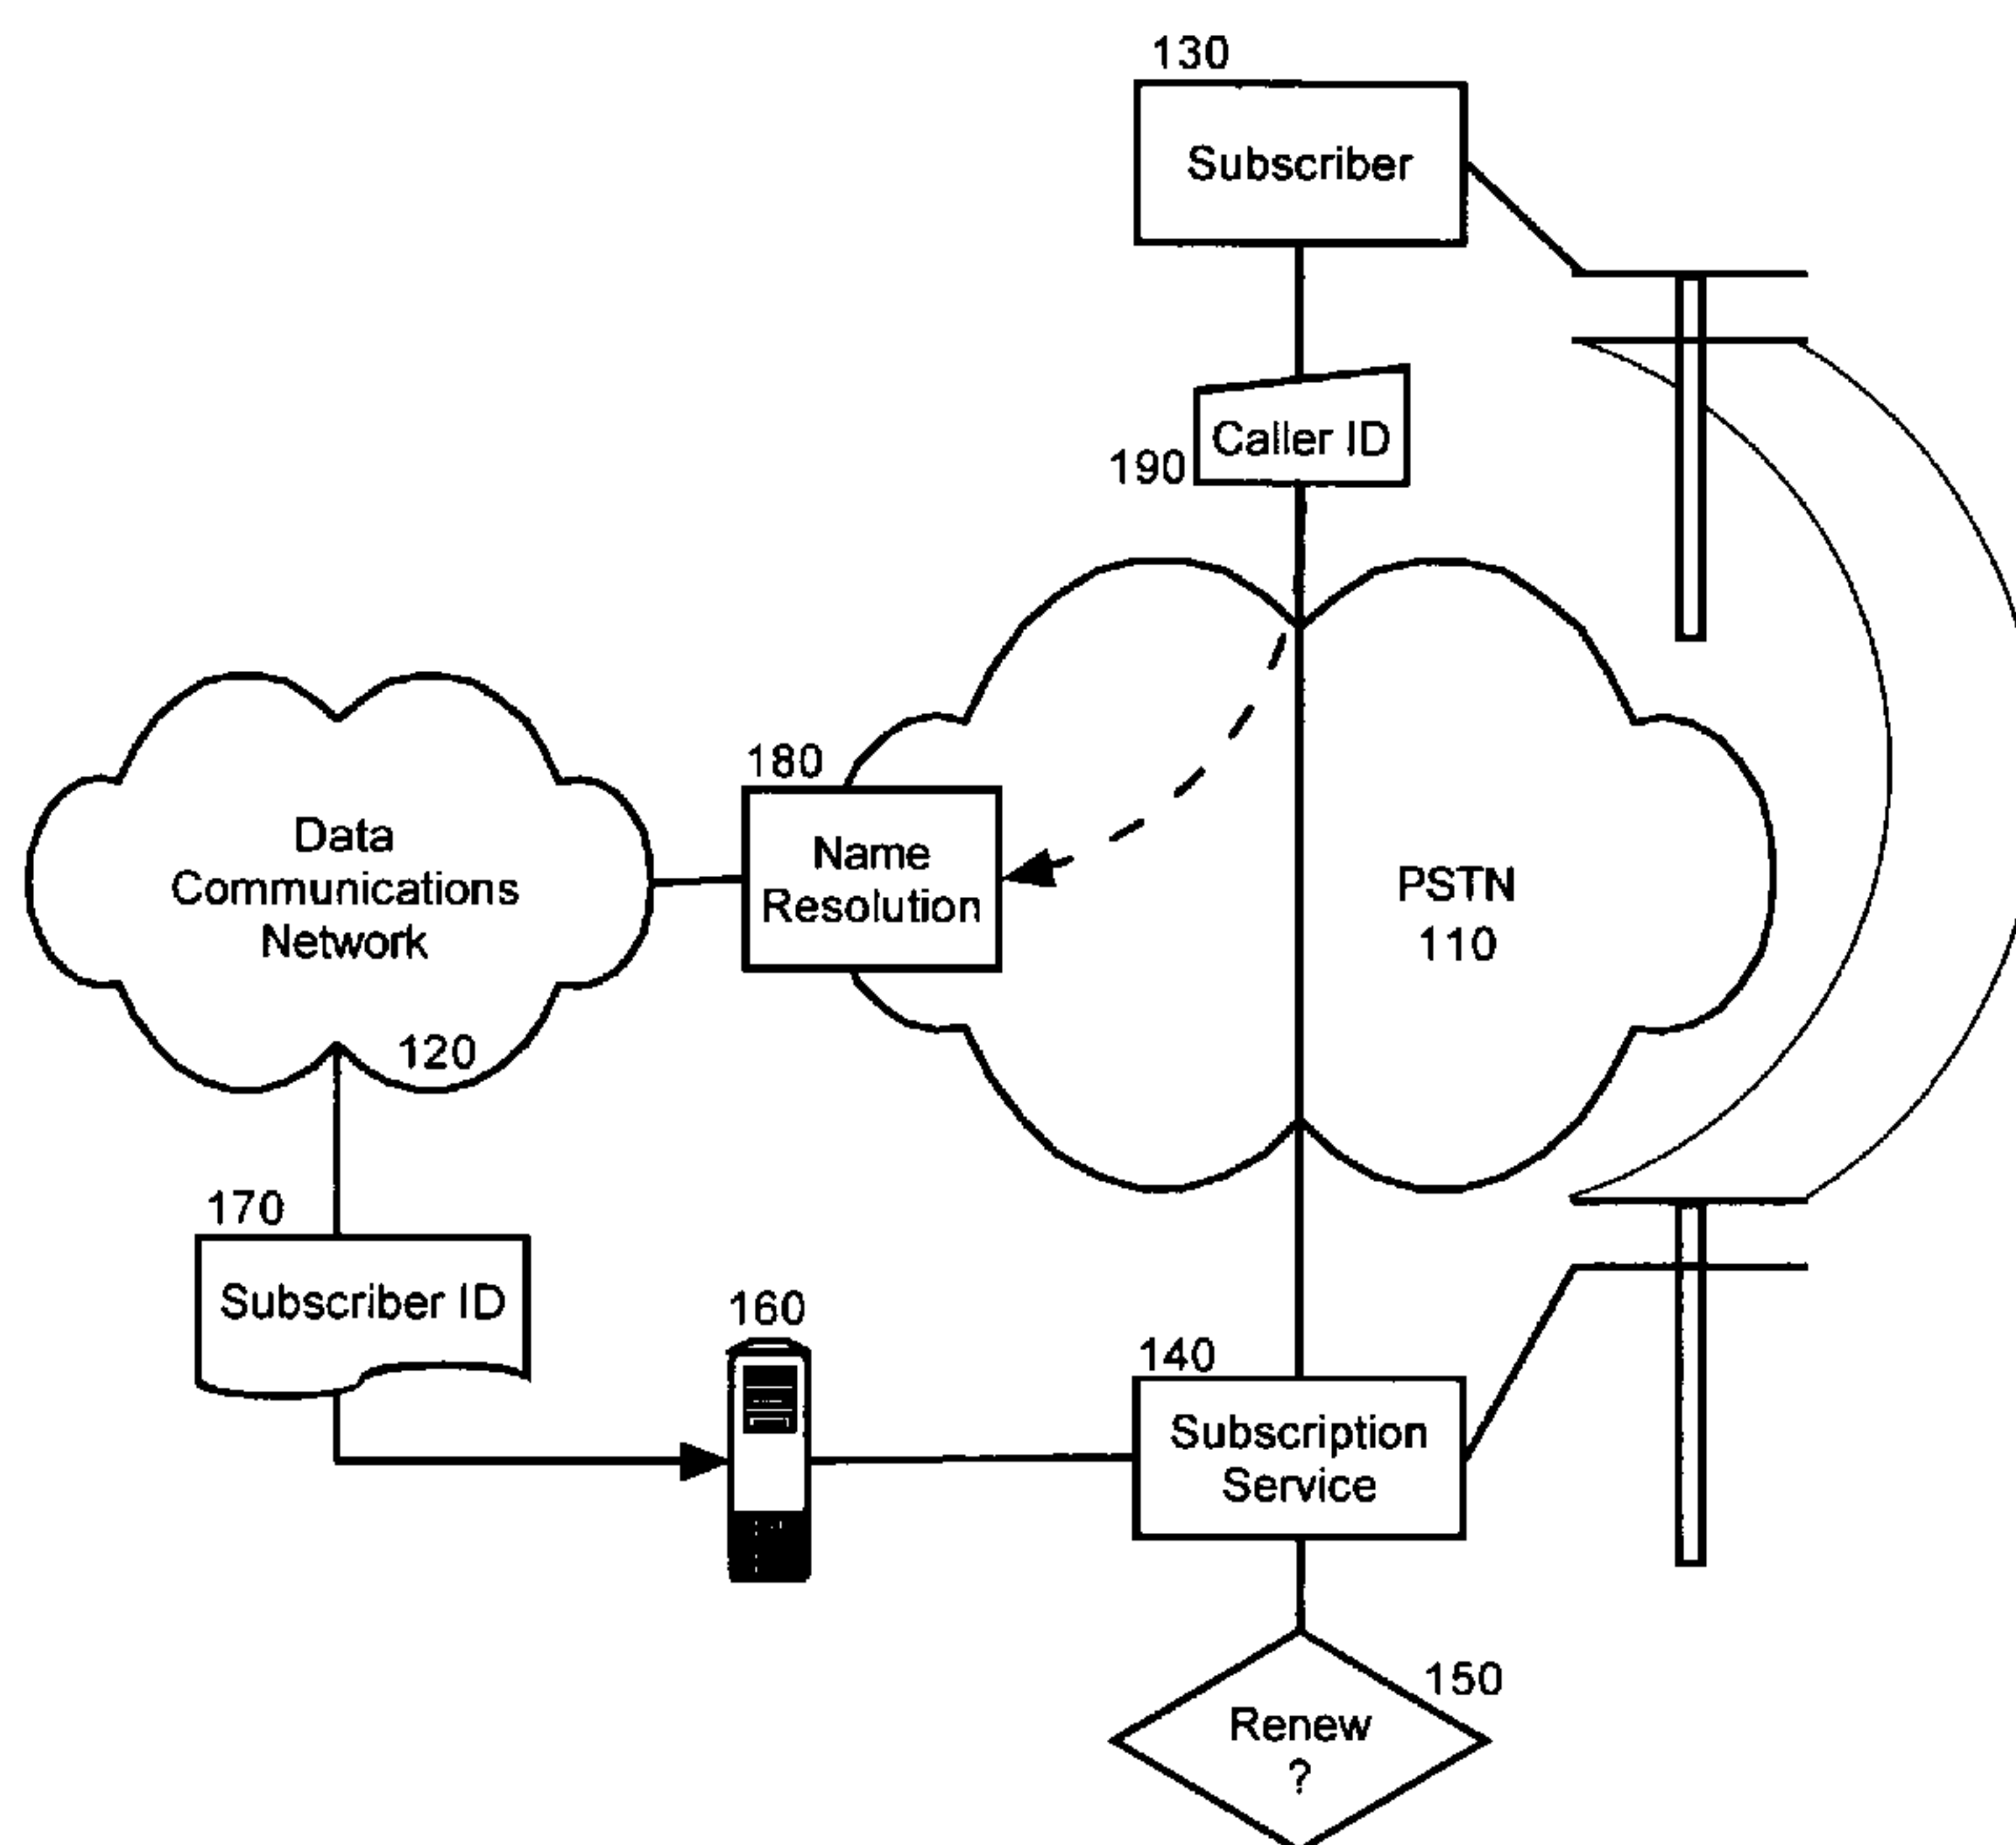 130
Subscriber
Caller ID
190
180
Name
Resolution
Data
Communications
Network
120
PSTN
110
170
Subscriber ID
160
140
Subscription
Service
150
Renew
?